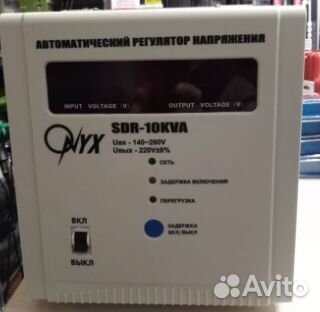 АВТОМАТИЧЕСКИЙ РЕГУЛЯТОР НАПРЯЖЕНИЯ
INPUT VOLTAGE (V) OUTPUT VOLTAGE (V)
ONYX
SDR-10KVA
Uвх - 140~260V
Uвых - 220V±8%
СЕТЬ
ЗАДЕРЖКА ВКЛЮЧЕНИЯ
ПЕРЕГРУЗКА
ВКЛ
ВЫКЛ
ЗАДЕРЖКА
ВКЛ/ВЫКЛ
Avito